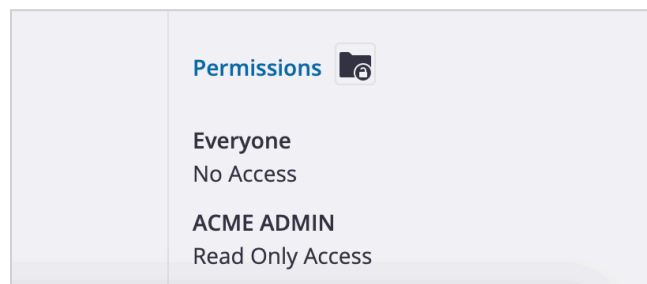 Permissions
Everyone
No Access
ACME ADMIN
Read Only Access